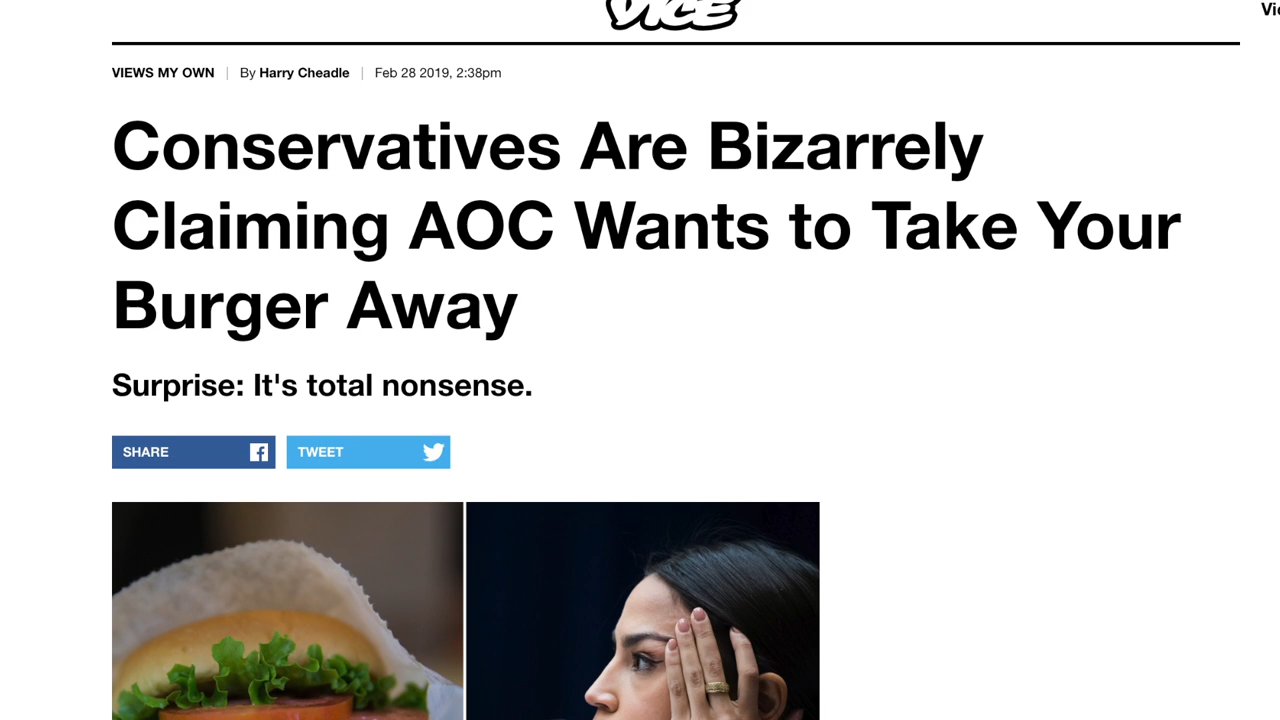 VICE
Vic
VIEWS MY OWN | By Harry Cheadle | Feb 28 2019, 2:38pm
Conservatives Are Bizarrely
Claiming AOC Wants to Take Your
Burger Away
Surprise: It's total nonsense.
SHARE
TWEET